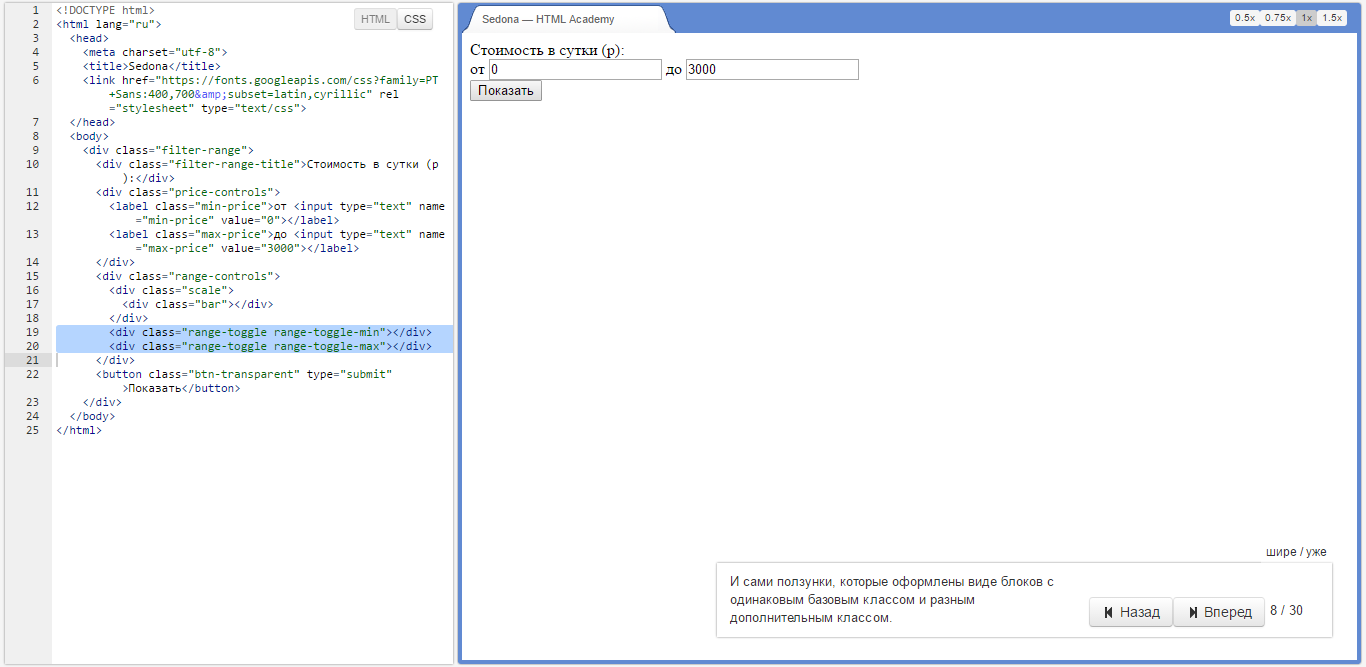 HTML CSS
1 <!DOCTYPE html>
2 <html lang="ru">
3 <head>
4 <meta charset="utf-8">
5 <title>Sedona</title>
6 <link href="https://fonts.googleapis.com/css?family=PT
+Sans:400,700&amp;subset=latin,cyrillic" rel
="stylesheet" type="text/css">
7 </head>
8 <body>
9 <div class="filter-range">
10 <div class="filter-range-title">Стоимость в сутки (р
):</div>
11 <div class="price-controls">
12 <label class="min-price">от <input type="text" name
="min-price" value="0"></label>
13 <label class="max-price">до <input type="text" name
="max-price" value="3000"></label>
14 </div>
15 <div class="range-controls">
16 <div class="scale">
17 <div class="bar"></div>
18 </div>
19 <div class="range-toggle range-toggle-min"></div>
20 <div class="range-toggle range-toggle-max"></div>
21 </div>
22 <button class="btn-transparent" type="submit"
>Показать</button>
23 </div>
24 </body>
25 </html>
Sedona — HTML Academy
0.5x 0.75x 1x 1.5x
Стоимость в сутки (р):
от 0 до 3000
Показать
шире / уже
И сами ползунки, которые оформлены виде блоков с
одинаковым базовым классом и разным
дополнительным классом.
Назад Вперед 8 / 30